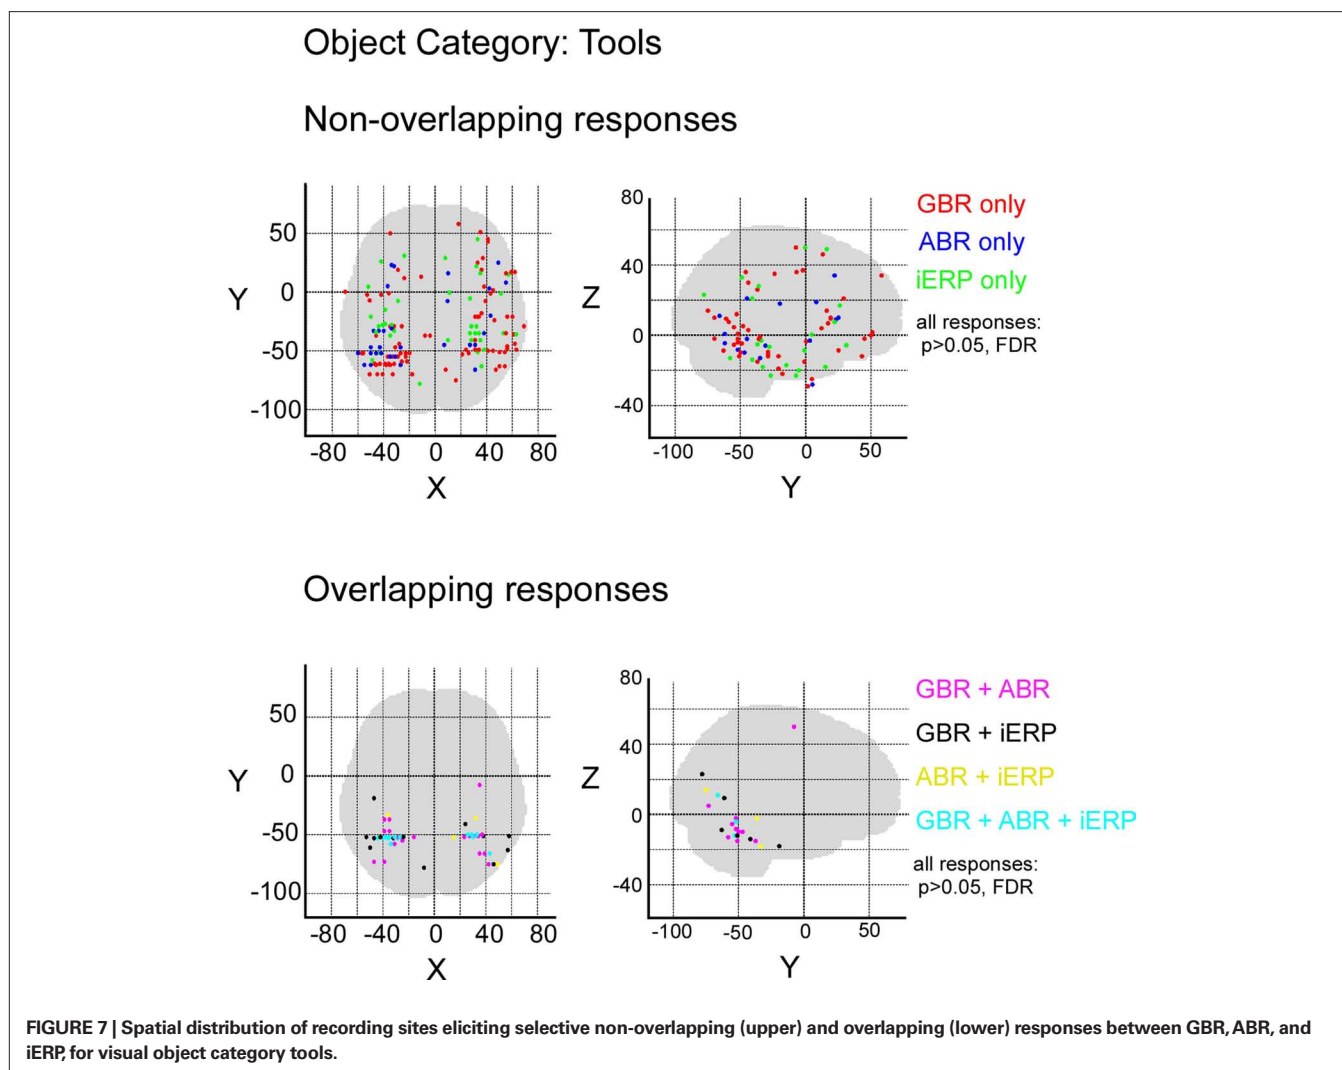 Object Category: Tools
Non-overlapping responses
50
0
-50
-100
Y
-80 -40 0 40 80
X
80
40
0
-40
Z
-100 -50 0 50
Y
GBR only
ABR only
iERP only
all responses:
p>0.05, FDR
Overlapping responses
50
0
-50
-100
Y
-80 -40 0 40 80
X
80
40
0
-40
Z
-100 -50 0 50
Y
GBR + ABR
GBR + iERP
ABR + iERP
GBR + ABR + iERP
all responses:
p>0.05, FDR
FIGURE 7 | Spatial distribution of recording sites eliciting selective non-overlapping (upper) and overlapping (lower) responses between GBR, ABR, and
iERP, for visual object category tools.